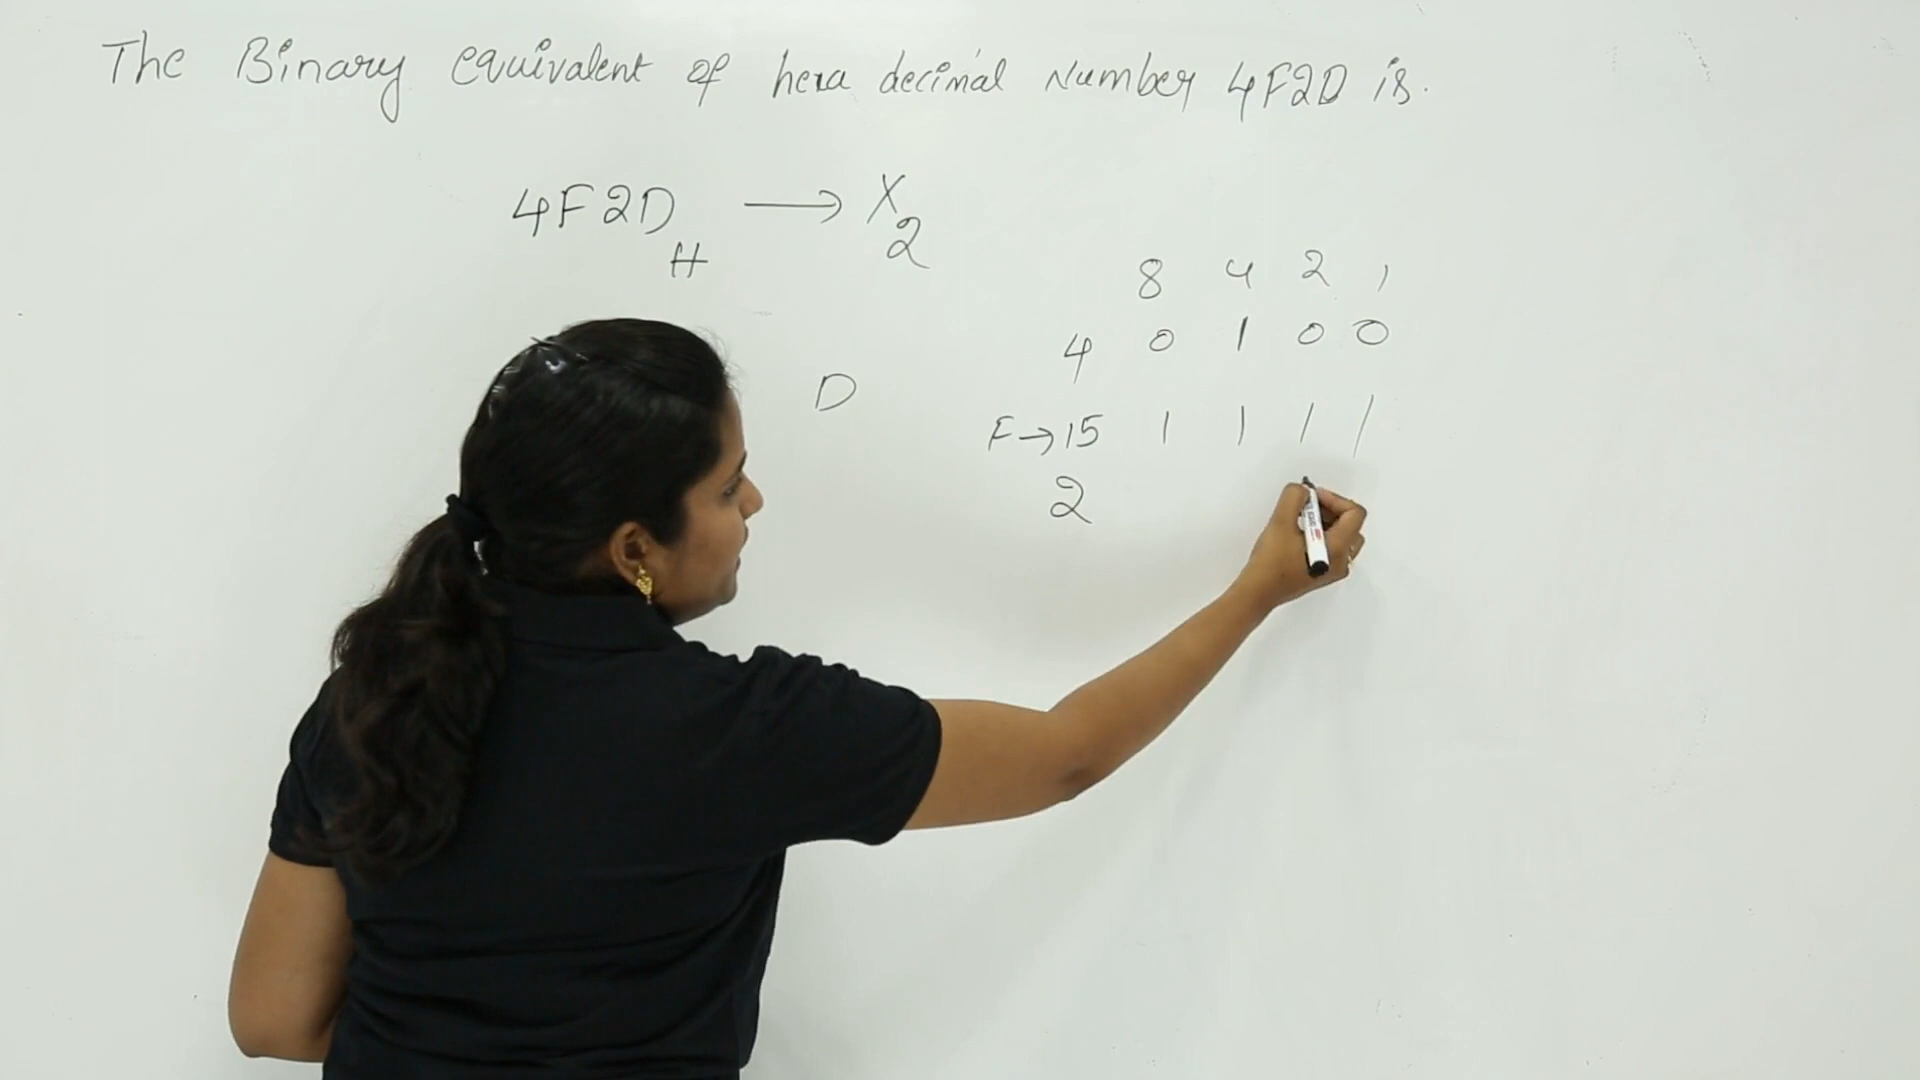 The Binary equivalent of hexa decimal Number 4F2D is.
4F2D H → X 2
8 4 2 1
4 0 1 0 0
D
F→15 1 1 1 1
2